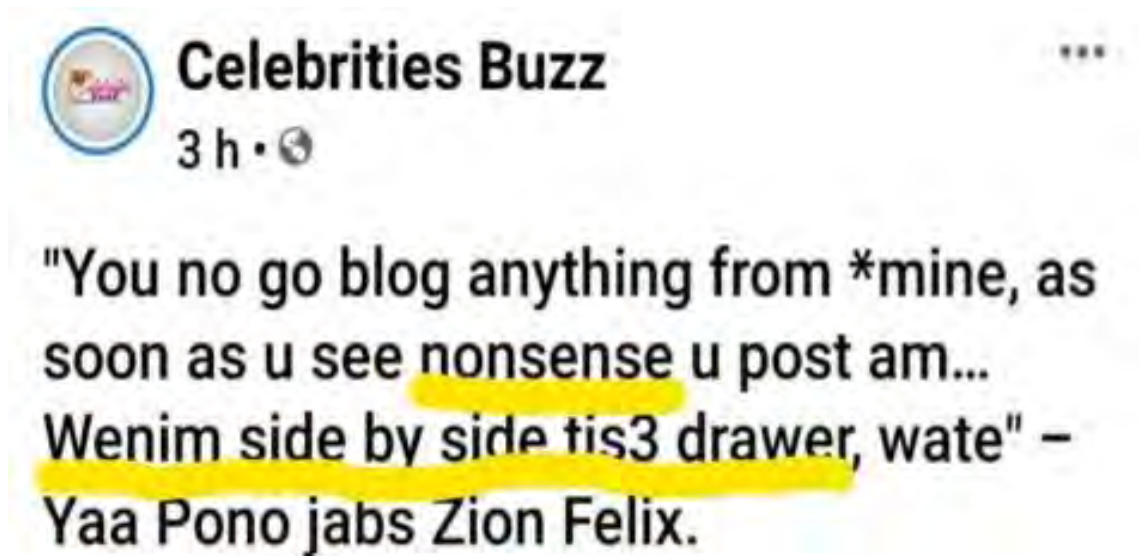 Celebrities Buzz
3 h •
"You no go blog anything from *mine, as
soon as u see nonsense u post am...
Wenim side by side tis3 drawer, wate" –
Yaa Pono jabs Zion Felix.